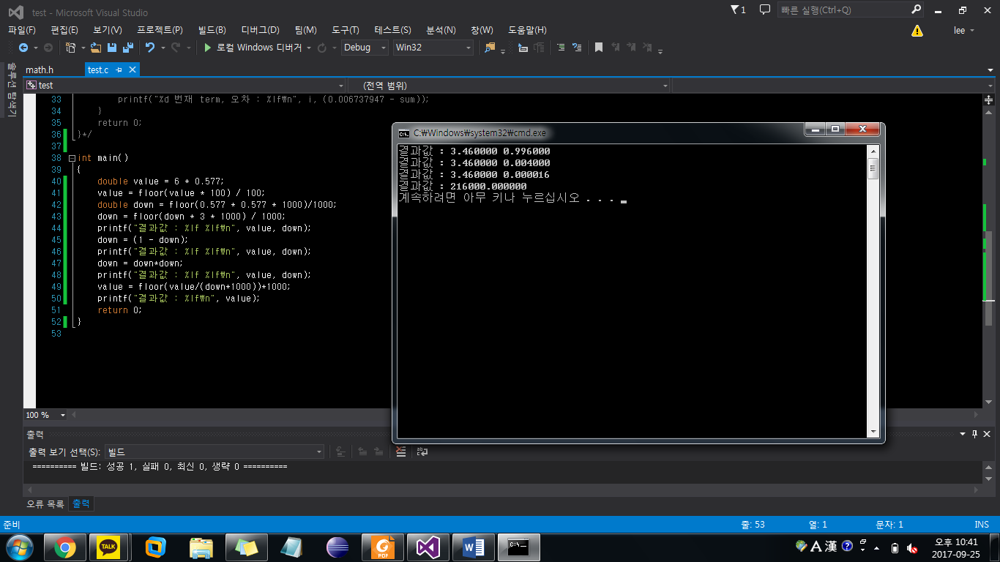 test - Microsoft Visual Studio
1
빠른 실행(Ctrl+Q)
파일(F) 편집(E) 보기(V) 프로젝트(P) 빌드(B) 디버그(D) 팀(M) 도구(T) 테스트(S) 분석(N) 창(W) 도움말(H)
lee
로컬 Windows 디버거 Debug Win32
솔루션 탐색기
math.h test.c
test (전역 범위)
33 printf("%d 번재 term, 오차 : %lf₩n", i, (0.006737947 - sum));
34 }
35 return 0;
36 }*/
37
38 int main()
39 {
40 double value = 6 * 0.577;
41 value = floor(value * 100) / 100;
42 double down = floor(0.577 * 0.577 * 1000)/1000;
43 down = floor(down * 3 * 1000) / 1000;
44 printf("결과값 : %lf %lf₩n", value, down);
45 down = (1 - down);
46 printf("결과값 : %lf %lf₩n", value, down);
47 down = down*down;
48 printf("결과값 : %lf %lf₩n", value, down);
49 value = floor(value/(down*1000))*1000;
50 printf("결과값 : %lf₩n", value);
51 return 0;
52 }
53
C:₩Windows₩system32₩cmd.exe
결과값 : 3.460000 0.996000
결과값 : 3.460000 0.004000
결과값 : 3.460000 0.000016
결과값 : 216000.000000
계속하려면 아무 키나 누르십시오 . . .
100 %
출력
출력 보기 선택(S): 빌드
========== 빌드: 성공 1, 실패 0, 최신 0, 생략 0 ==========
오류 목록 출력
준비 줄: 53 열: 1 문자: 1 INS
TALK
PDF
A 漢
오후 10:41
2017-09-25